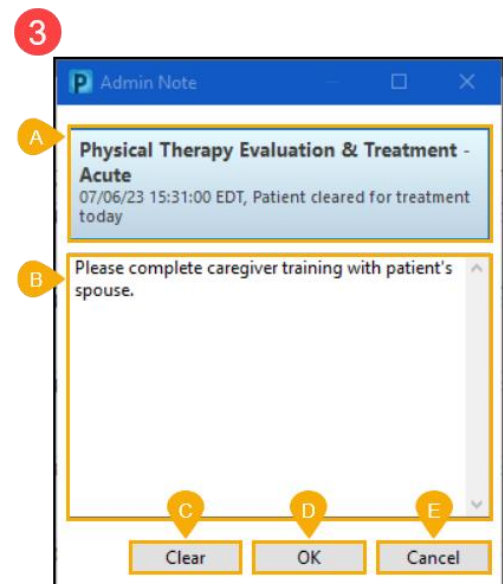 3
P Admin Note
A
Physical Therapy Evaluation & Treatment -
Acute
07/06/23 15:31:00 EDT, Patient cleared for treatment
today
B
Please complete caregiver training with patient's
spouse.
C D E
Clear OK Cancel